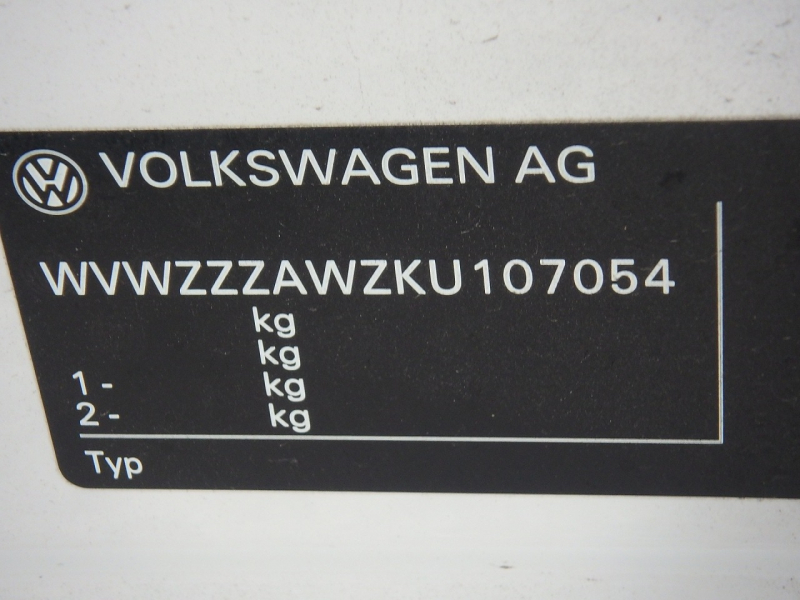 VOLKSWAGEN AG
WVWZZZAWZKU107054
kg
kg
1 - kg
2 - kg
Typ